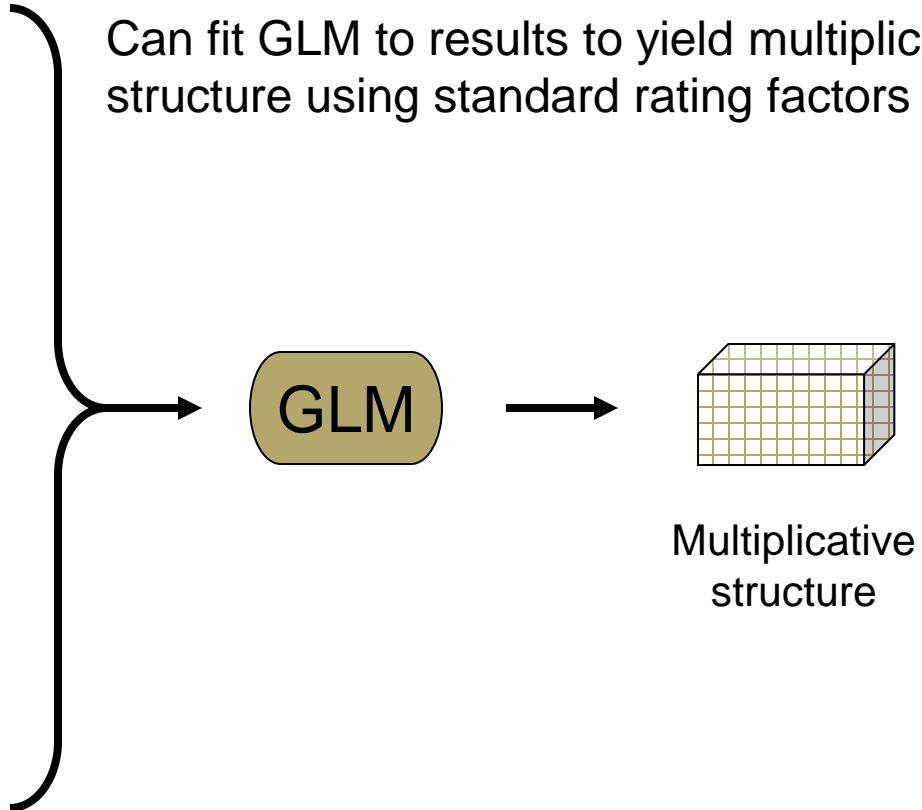 Can fit GLM to results to yield multiplic
structure using standard rating factors
GLM
Multiplicative
structure